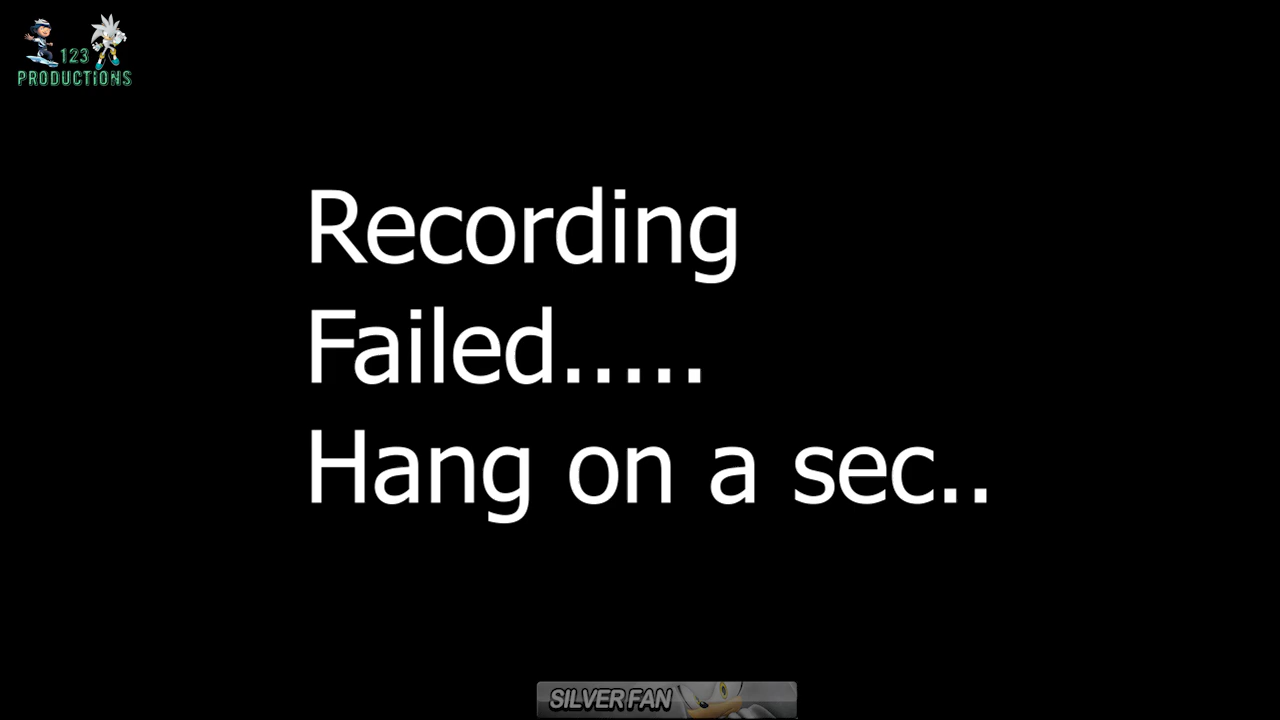 123
PRODUCTIONS
Recording
Failed.....
Hang on a sec..
SILVER FAN